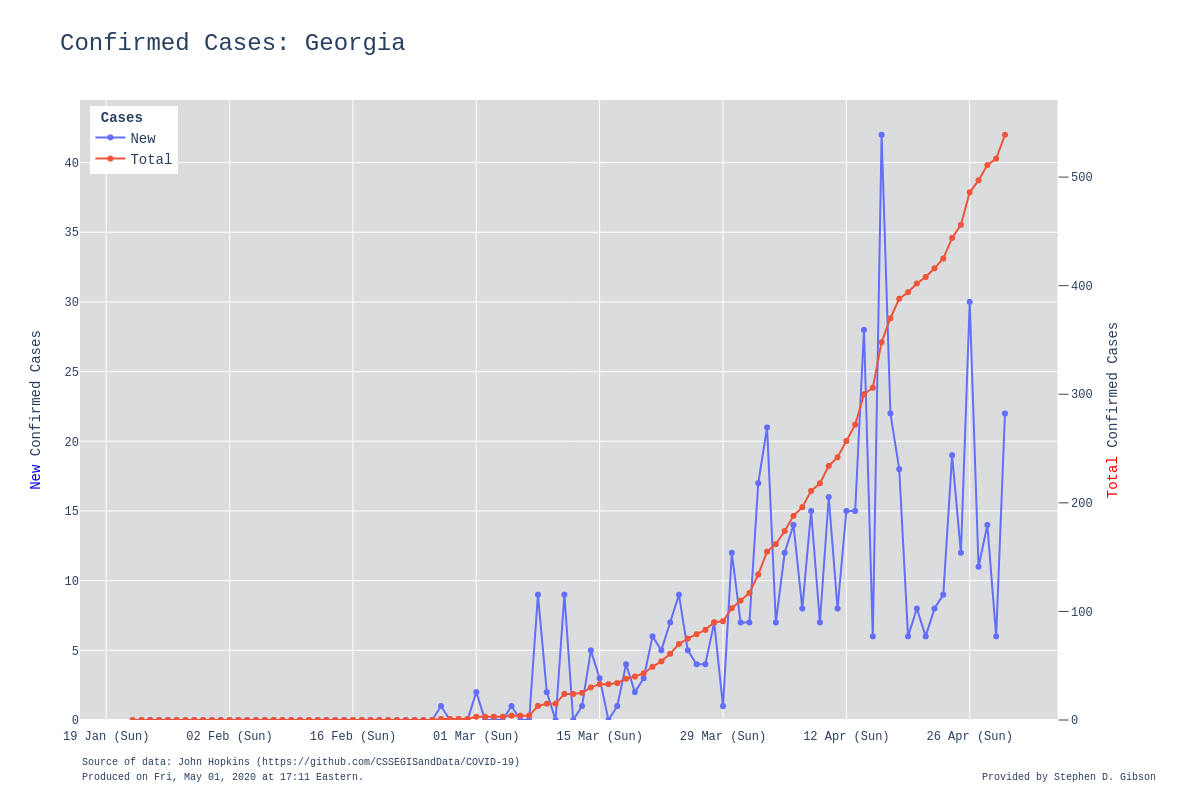 Confirmed Cases: Georgia
Cases
New
Total
40
35
30
25
20
15
10
5
0
New Confirmed Cases
500
400
300
200
100
0
Total Confirmed Cases
19 Jan (Sun) 02 Feb (Sun) 16 Feb (Sun) 01 Mar (Sun) 15 Mar (Sun) 29 Mar (Sun) 12 Apr (Sun) 26 Apr (Sun)
Source of data: John Hopkins (https://github.com/CSSEGISandData/COVID-19)
Produced on Fri, May 01, 2020 at 17:11 Eastern.
Provided by Stephen D. Gibson